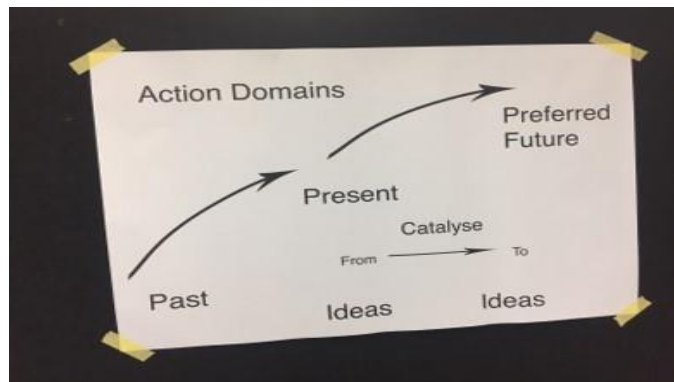 Action Domains
Preferred
Future
Present
Catalyse
From To
Past Ideas Ideas